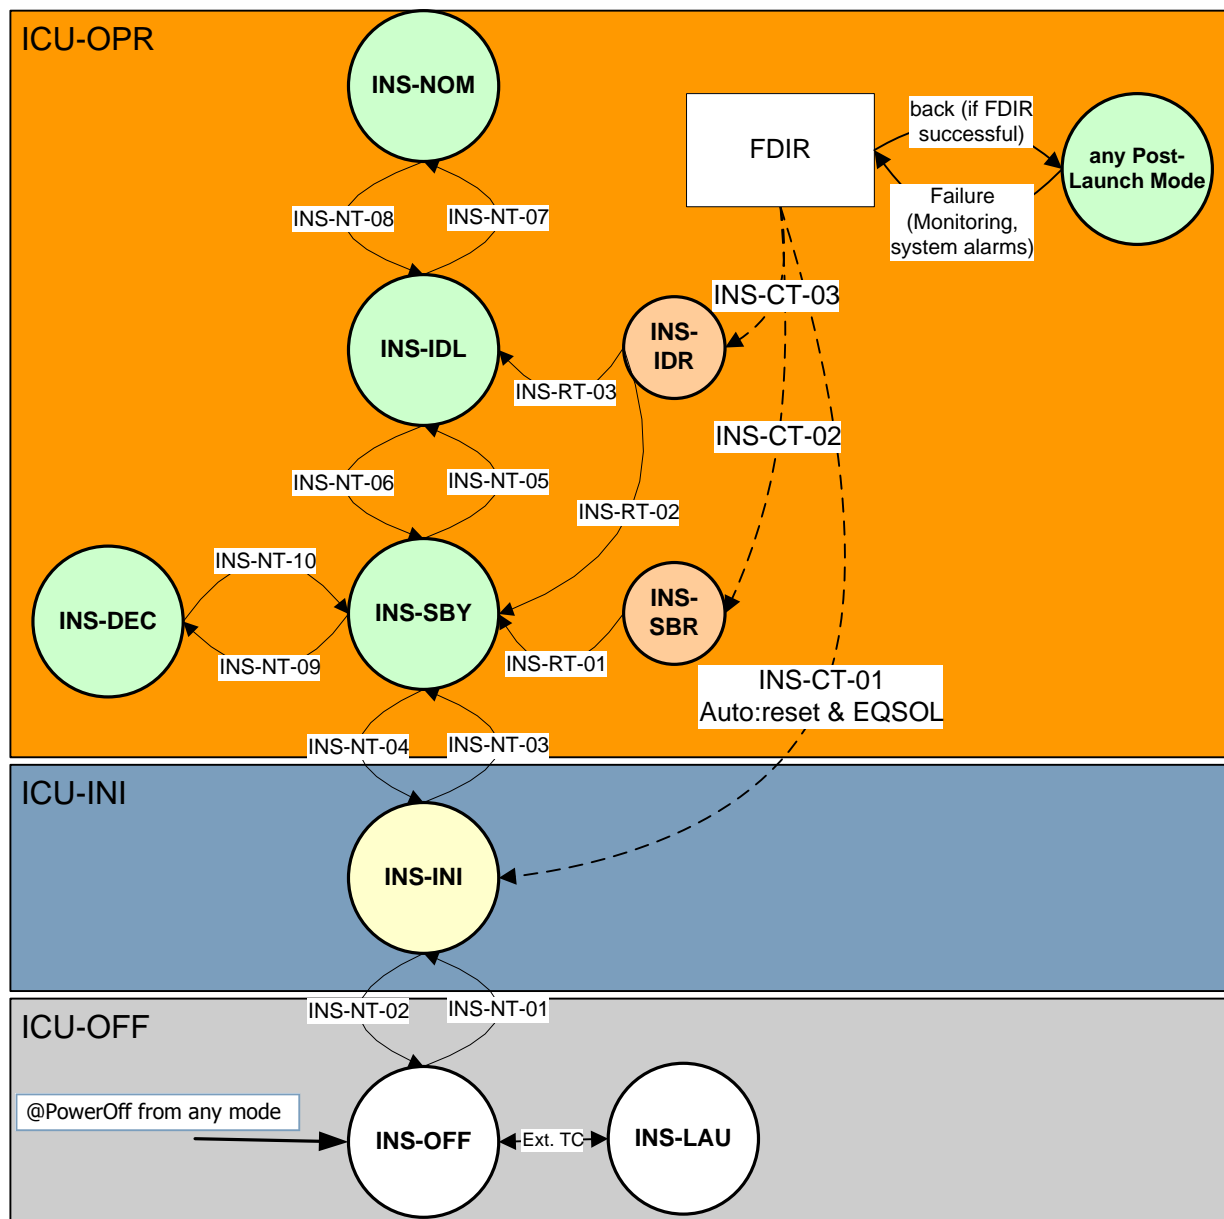 ICU-OPR
INS-NOM
back (if FDIR
successful)
FDIR
any Post-
Launch Mode
Failure
(Monitoring,
system alarms)
INS-NT-08
INS-NT-07
INS-CT-03
INS-IDL
INS-
IDR
INS-RT-03
INS-CT-02
INS-NT-06
INS-NT-05
INS-RT-02
INS-NT-10
INS-DEC
INS-SBY
INS-
SBR
INS-NT-09
INS-RT-01
INS-CT-01
Auto:reset & EQSOL
INS-NT-04
INS-NT-03
ICU-INI
INS-INI
INS-NT-02
INS-NT-01
ICU-OFF
@PowerOff from any mode
INS-OFF
Ext. TC
INS-LAU